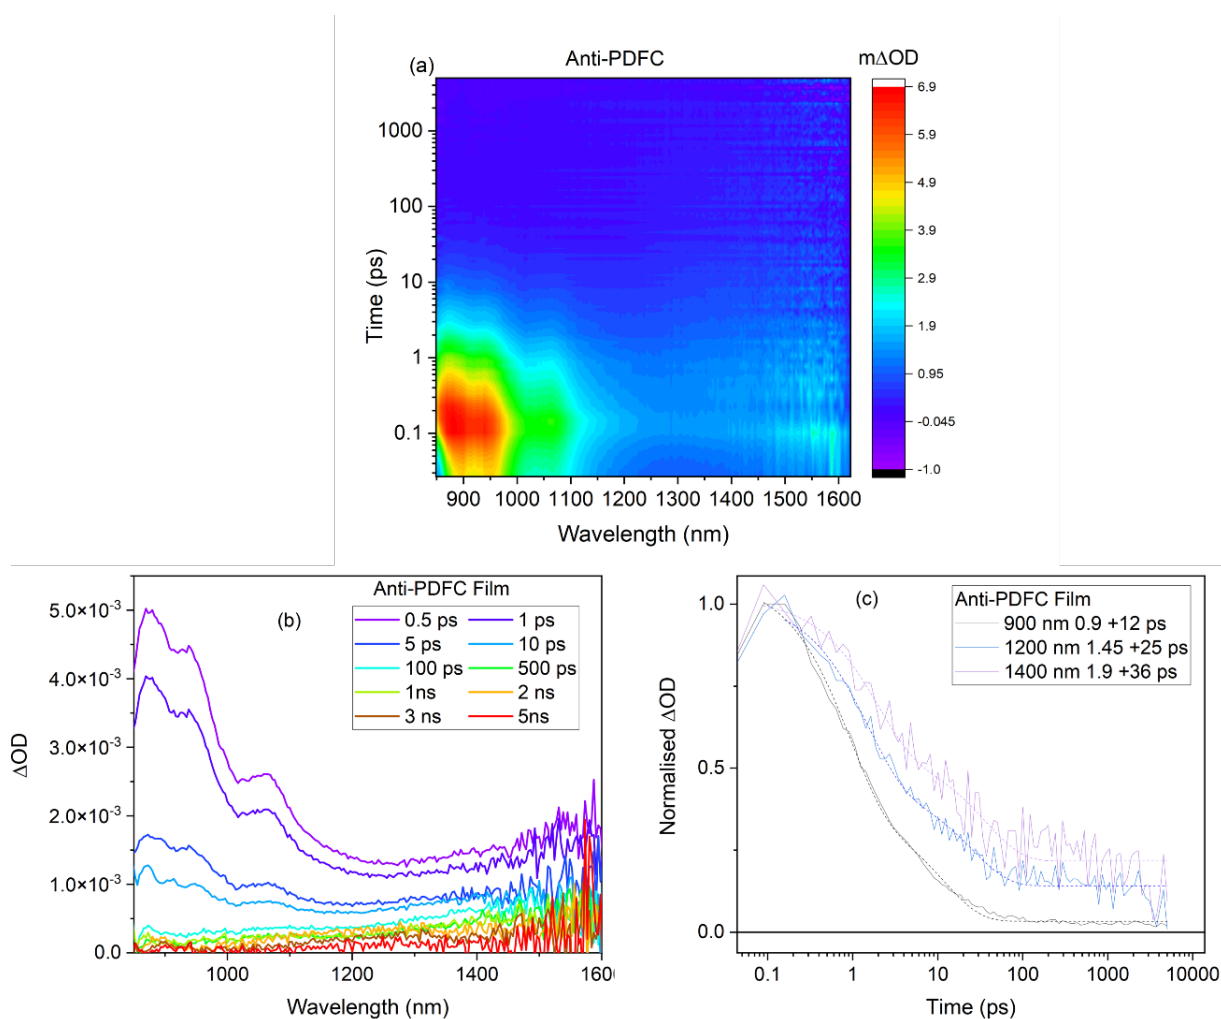 (a)
Anti-PDFC
mΔOD
Time (ps)
1000
100
10
1
0.1
900 1000 1100 1200 1300 1400 1500 1600
Wavelength (nm)
6.9
5.9
4.9
3.9
2.9
1.9
0.95
-0.045
-1.0
Anti-PDFC Film
(b)
0.5 ps 1 ps
5 ps 10 ps
100 ps 500 ps
1ns 2 ns
3 ns 5ns
ΔOD
5.0×10⁻³
4.0×10⁻³
3.0×10⁻³
2.0×10⁻³
1.0×10⁻³
0.0
1000 1200 1400 1600
Wavelength (nm)
(c)
Anti-PDFC Film
900 nm 0.9 +12 ps
1200 nm 1.45 +25 ps
1400 nm 1.9 +36 ps
Normalised ΔOD
1.0
0.5
0.0
0.1 1 10 100 1000 10000
Time (ps)